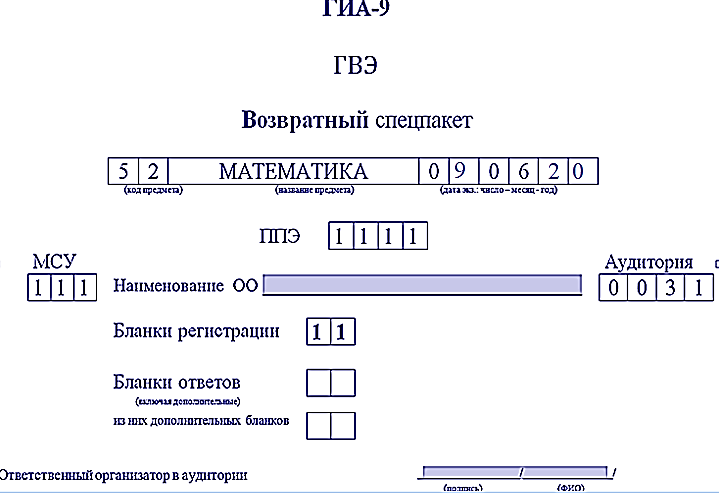 ГИА-9
ГВЭ
Возвратный спецпакет
5 2 МАТЕМАТИКА 0 9 0 6 2 0
(код предмета) (название предмета) (дата экз.: число – месяц - год)
ППЭ 1 1 1 1
МСУ Аудитория
1 1 1 Наименование ОО 0 0 3 1
Бланки регистрации 1 1
Бланки ответов
(включая дополнительные)
из них дополнительных бланков
Ответственный организатор в аудитории / /
(подпись) (ФИО)